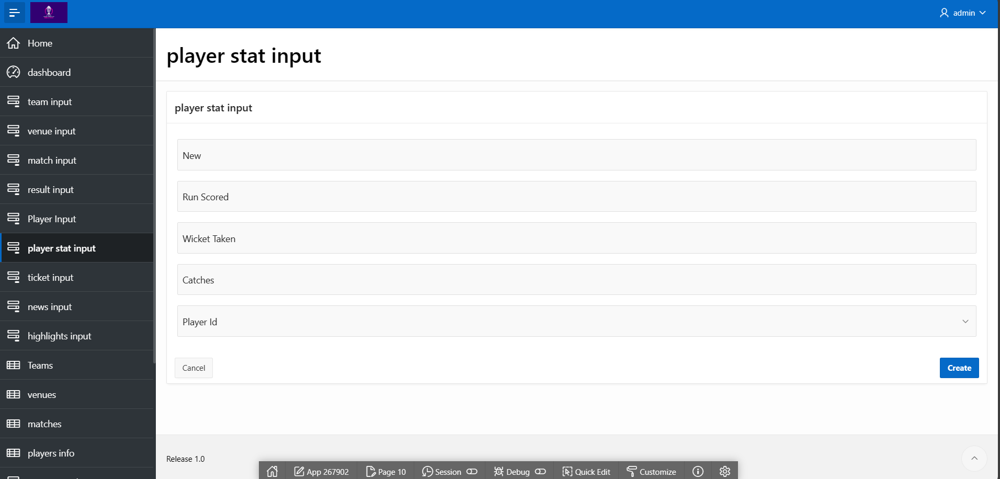 admin
Home
dashboard
team input
venue input
match input
result input
Player Input
player stat input
ticket input
news input
highlights input
Teams
venues
matches
players info
player stat input
player stat input
New
Run Scored
Wicket Taken
Catches
Player Id
Cancel
Create
Release 1.0
App 267902
Page 10
Session
Debug
Quick Edit
Customize